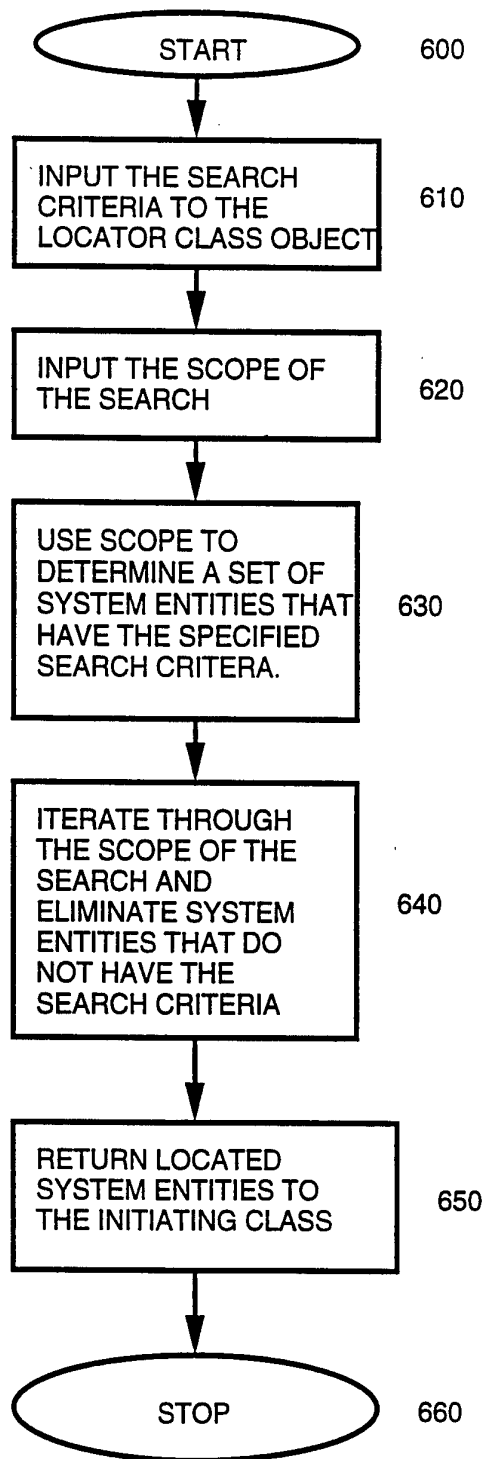 START
600
INPUT THE SEARCH
CRITERIA TO THE
LOCATOR CLASS OBJECT
610
INPUT THE SCOPE OF
THE SEARCH
620
USE SCOPE TO
DETERMINE A SET OF
SYSTEM ENTITIES THAT
HAVE THE SPECIFIED
SEARCH CRITERA.
630
ITERATE THROUGH
THE SCOPE OF THE
SEARCH AND
ELIMINATE SYSTEM
ENTITIES THAT DO
NOT HAVE THE
SEARCH CRITERIA
640
RETURN LOCATED
SYSTEM ENTITIES TO
THE INITIATING CLASS
650
STOP
660